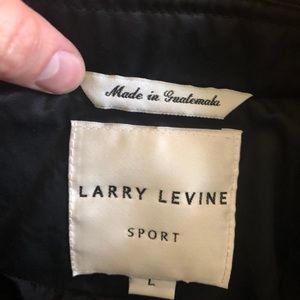 Made in Guatemala
LARRY LEVINE
SPORT
L